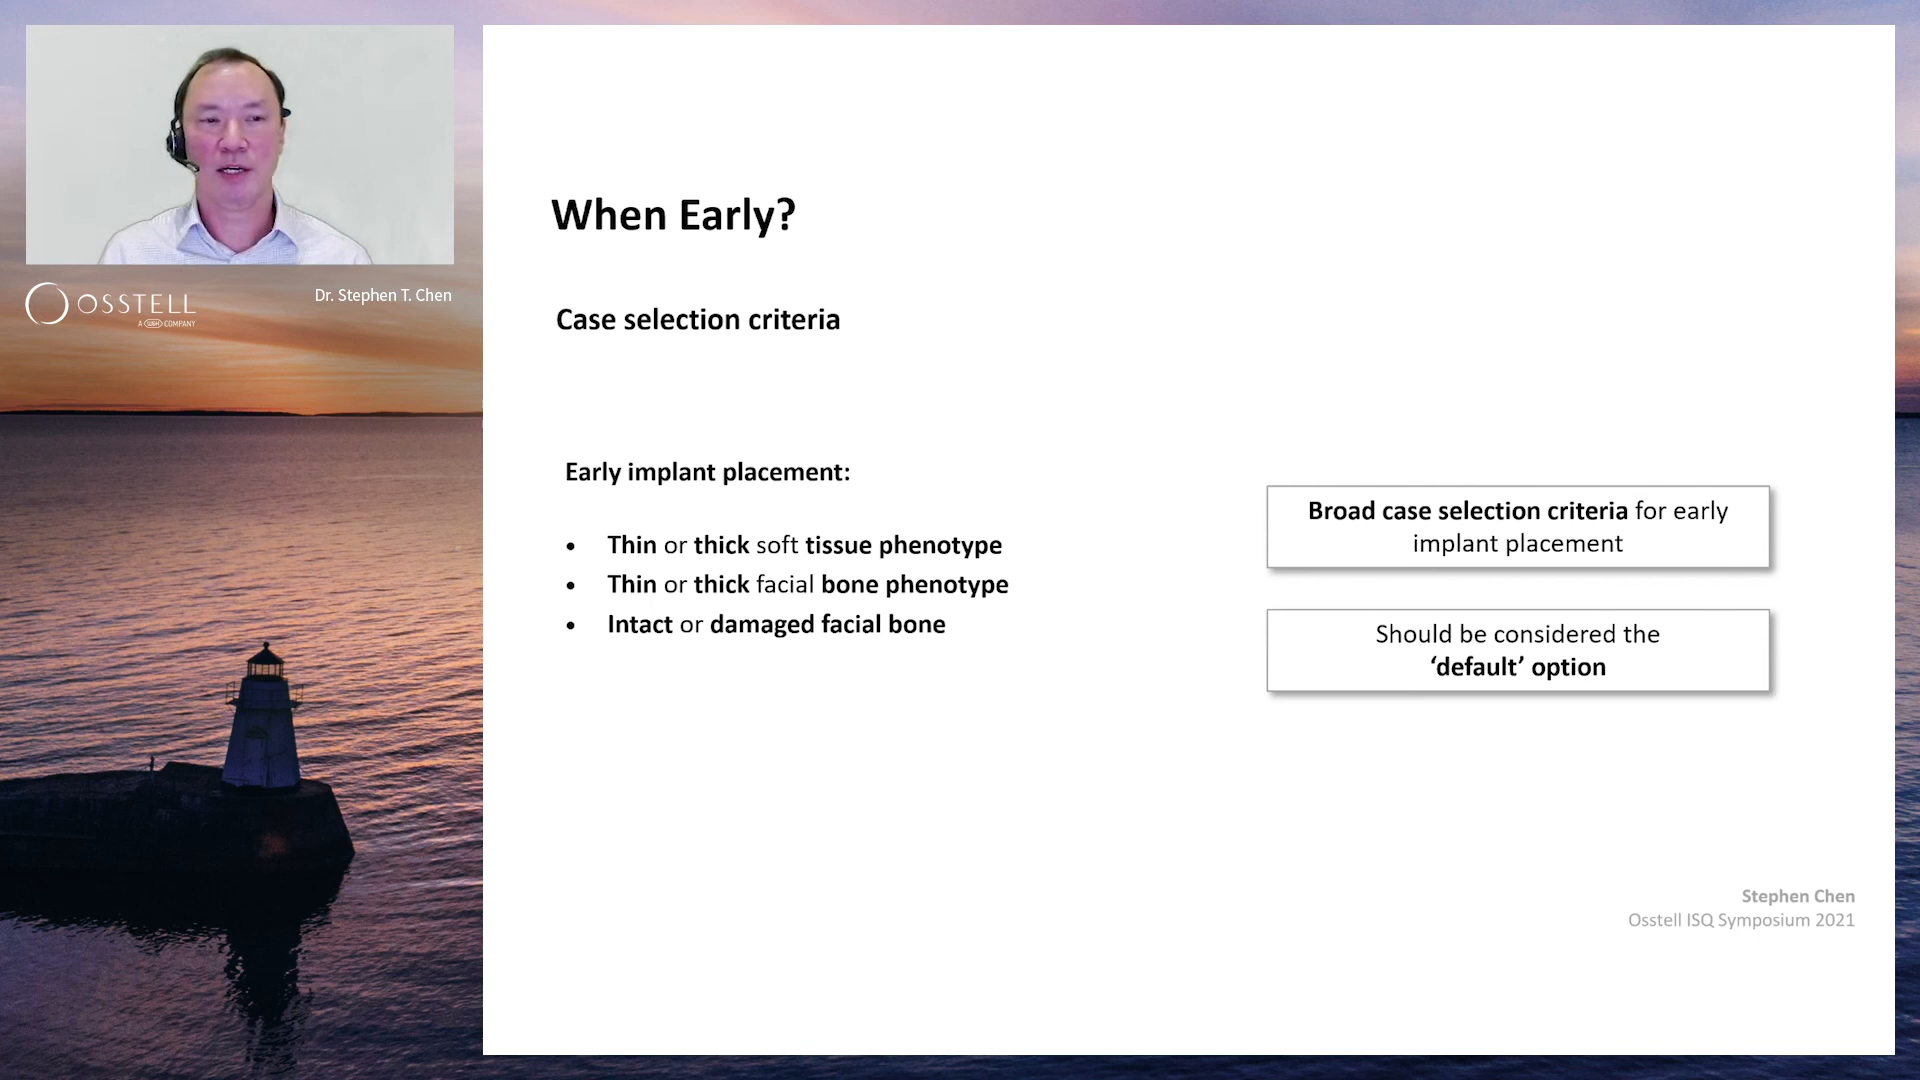 OSSTELL
A W&H COMPANY
Dr. Stephen T. Chen
When Early?
Case selection criteria
Early implant placement:
• Thin or thick soft tissue phenotype
• Thin or thick facial bone phenotype
• Intact or damaged facial bone
Broad case selection criteria for early
implant placement
Should be considered the
‘default’ option
Stephen Chen
Osstell ISQ Symposium 2021